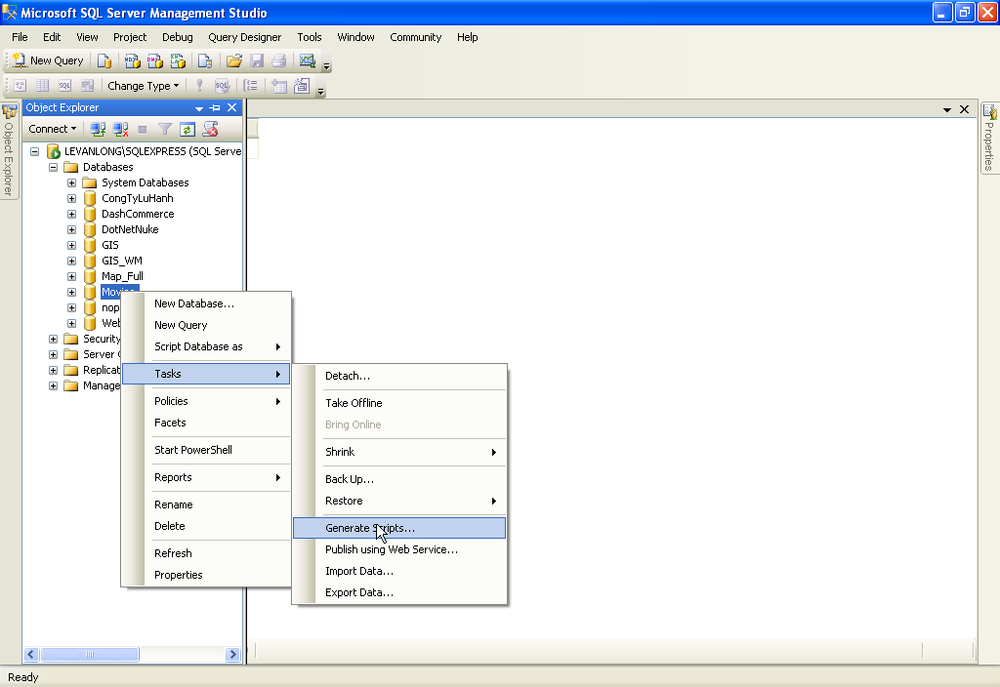 Microsoft SQL Server Management Studio
File Edit View Project Debug Query Designer Tools Window Community Help
New Query
Change Type
Object Explorer
Connect
Object Explorer
Properties
LEVANLONG\SQLEXPRESS (SQL Serve
Databases
System Databases
CongTyLuHanh
DashCommerce
DotNetNuke
GIS
GIS_WM
Map_Full
nop
Web
Security
Server
Replicat
Manage
New Database...
New Query
Script Database as
Tasks
Policies
Facets
Start PowerShell
Reports
Rename
Delete
Refresh
Properties
Detach...
Take Offline
Bring Online
Shrink
Back Up...
Restore
Generate Scripts...
Publish using Web Service...
Import Data...
Export Data...
Ready